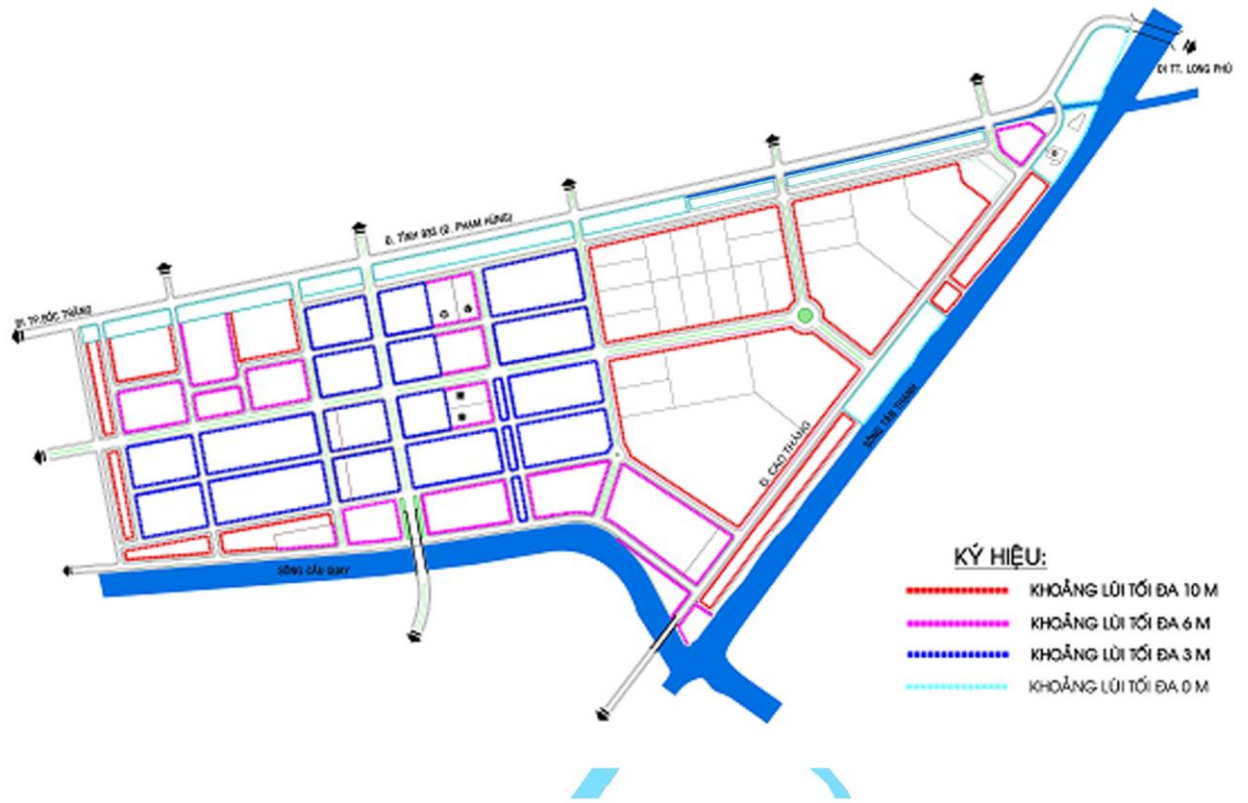 ĐI TT. LONG PHÚ
Đ. TỈNH 933 (Đ. PHẠM HÙNG)
ĐI TP.SÓC TRĂNG
SÔNG TÂN THẠNH
Đ. CAO THẮNG
SÔNG CẦU QUAY
KÝ HIỆU:
KHOẢNG LÙI TỐI ĐA 10 M
KHOẢNG LÙI TỐI ĐA 6 M
KHOẢNG LÙI TỐI ĐA 3 M
KHOẢNG LÙI TỐI ĐA 0 M